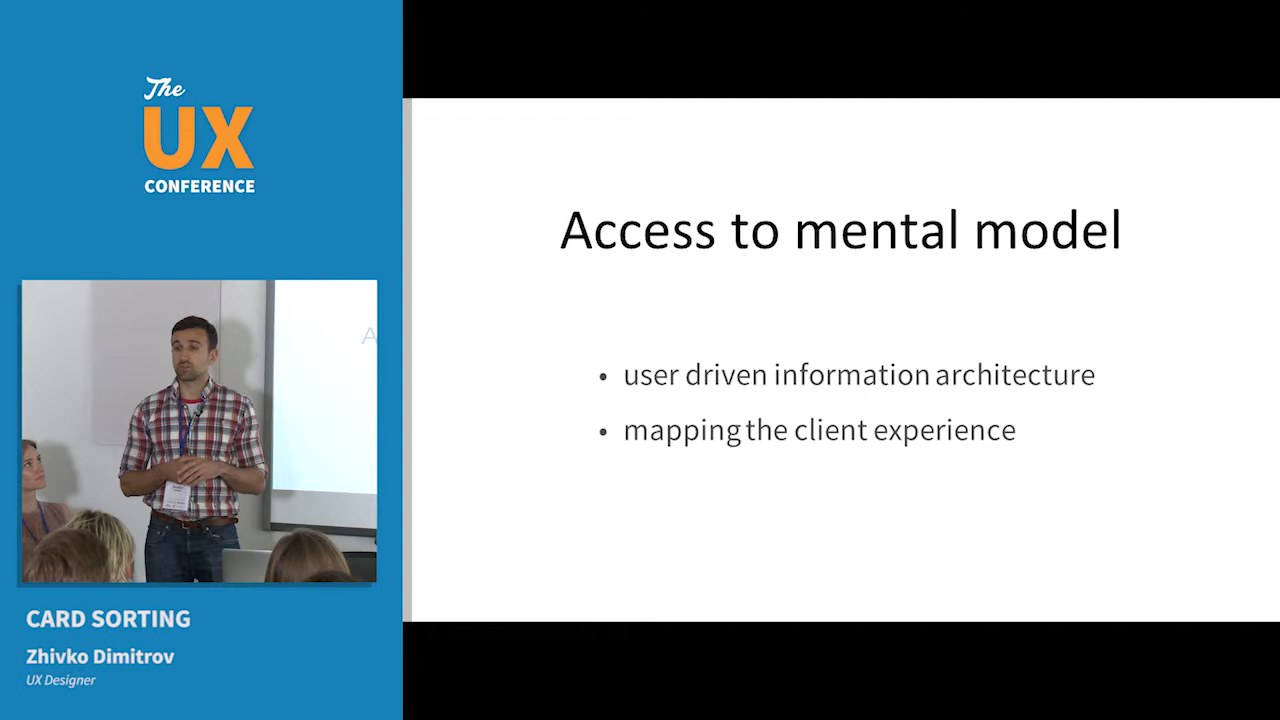 The
UX
CONFERENCE
Access to mental model
• user driven information architecture
• mapping the client experience
A
CARD SORTING
Zhivko Dimitrov
UX Designer